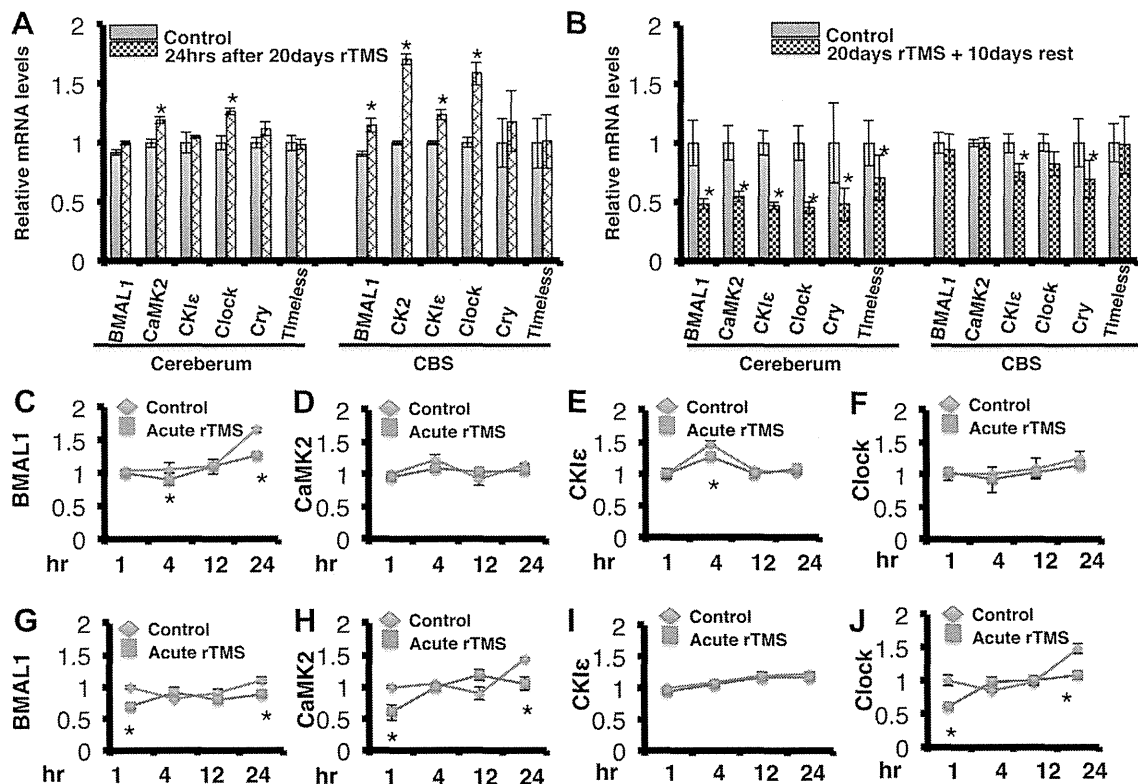 A
B
Relative mRNA levels
2
1.5
1
0.5
0
Control
24hrs after 20days rTMS
* * * * * *
BMAL1 CaMK2 CKIε Clock Cry Timeless
BMAL1 CK2 CKIε Clock Cry Timeless
Cereberum CBS
Relative mRNA levels
2
1.5
1
0.5
0
Control
20days rTMS + 10days rest
* * * * * * * *
BMAL1 CaMK2 CKIε Clock Cry Timeless
BMAL1 CaMK2 CKIε Clock Cry Timeless
Cereberum CBS
C
BMAL1
2
1.5
1
0.5
0
Control
Acute rTMS
* *
hr 1 4 12 24
D
CaMK2
2
1.5
1
0.5
0
Control
Acute rTMS
1 4 12 24
E
CKIε
2
1.5
1
0.5
0
Control
Acute rTMS
*
1 4 12 24
F
Clock
2
1.5
1
0.5
0
Control
Acute rTMS
1 4 12 24
G
BMAL1
2
1.5
1
0.5
0
Control
Acute rTMS
* *
hr 1 4 12 24
H
CaMK2
2
1.5
1
0.5
0
Control
Acute rTMS
* *
1 4 12 24
I
CKIε
2
1.5
1
0.5
0
Control
Acute rTMS
1 4 12 24
J
Clock
2
1.5
1
0.5
0
Control
Acute rTMS
* *
1 4 12 24